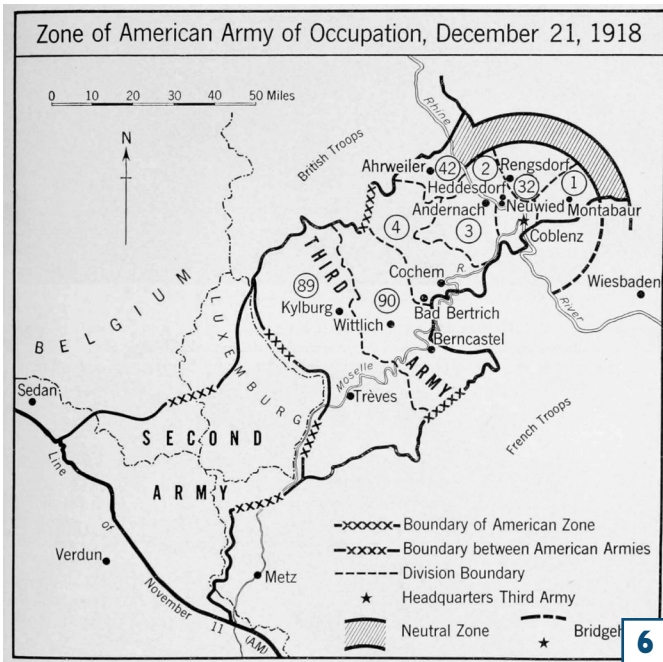 Zone of American Army of Occupation, December 21, 1918
0 10 20 30 40 50 Miles
N
Rhine
British Troops
Ahrweiler
42
2
Rengsdorf
Heddesdorf
32
1
Andernach
Neuwied
Montabaur
4
3
Coblenz
THIRD
Cochem
R.
River
Wiesbaden
89
Kylburg
90
Bad Bertrich
Wittlich
Berncastel
BELGIUM
LUXEMBURG
Moselle
ARMY
Trèves
Sedan
SECOND
French Troops
ARMY
Line
of
November
11
(A.M.)
Verdun
Metz
Boundary of American Zone
Boundary between American Armies
Division Boundary
Headquarters Third Army
Neutral Zone
Bridgeh
6